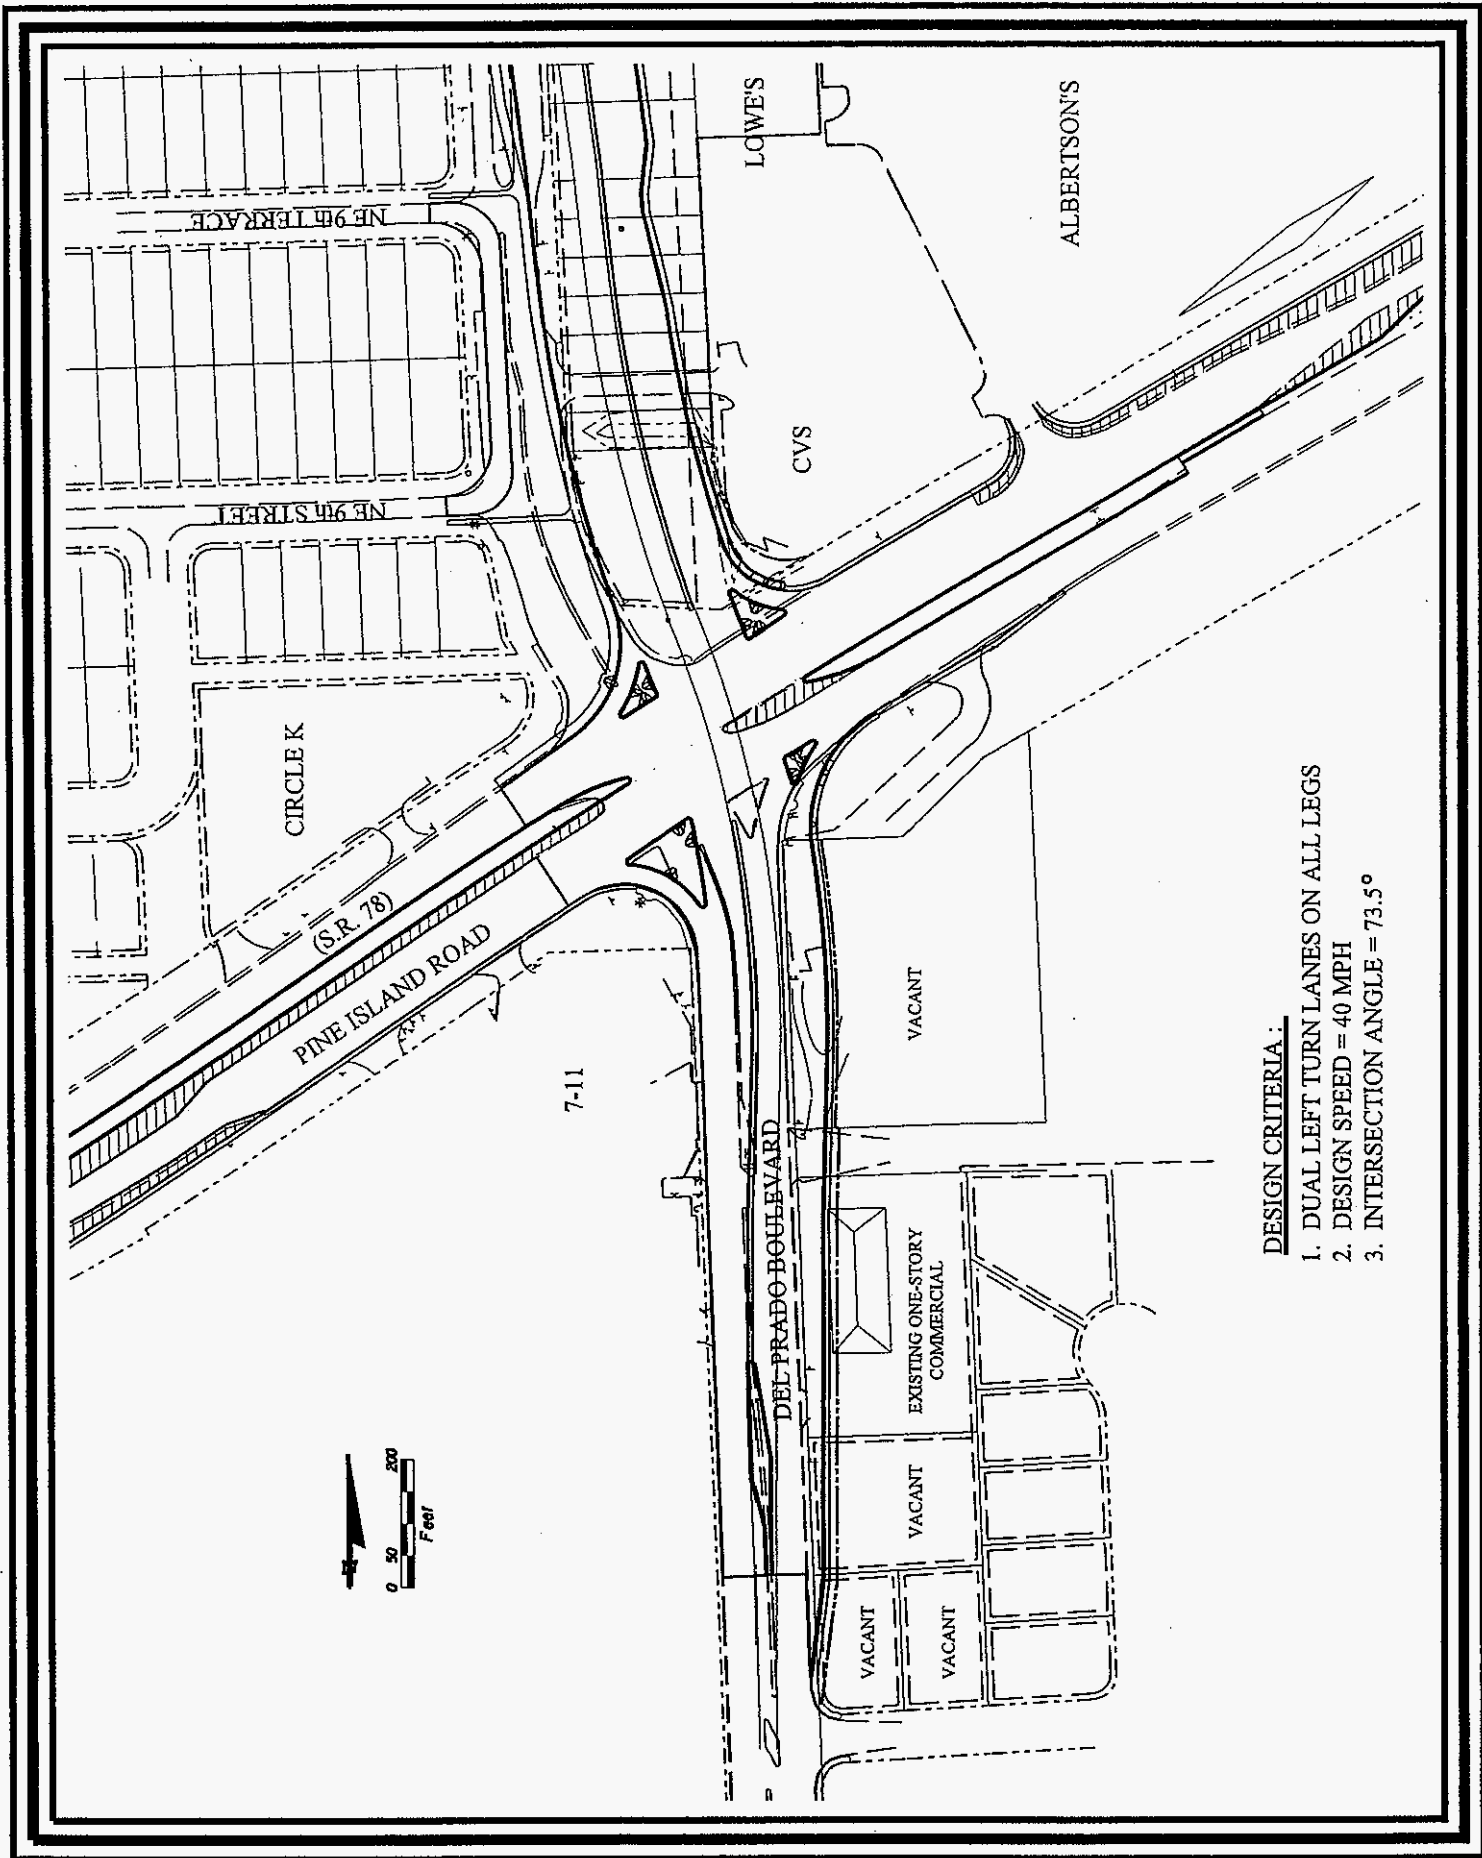 LOWE'S
ALBERTSON'S
NE 9th TERRACE
NE 9th STREET
CVS
CIRCLE K
(S.R. 78)
PINE ISLAND ROAD
7-11
VACANT
DEL PRADO BOULEVARD
EXISTING ONE-STORY
COMMERCIAL
VACANT
VACANT
VACANT
0 50 200
Feet
DESIGN CRITERIA :
1. DUAL LEFT TURN LANES ON ALL LEGS
2. DESIGN SPEED = 40 MPH
3. INTERSECTION ANGLE = 73.5°